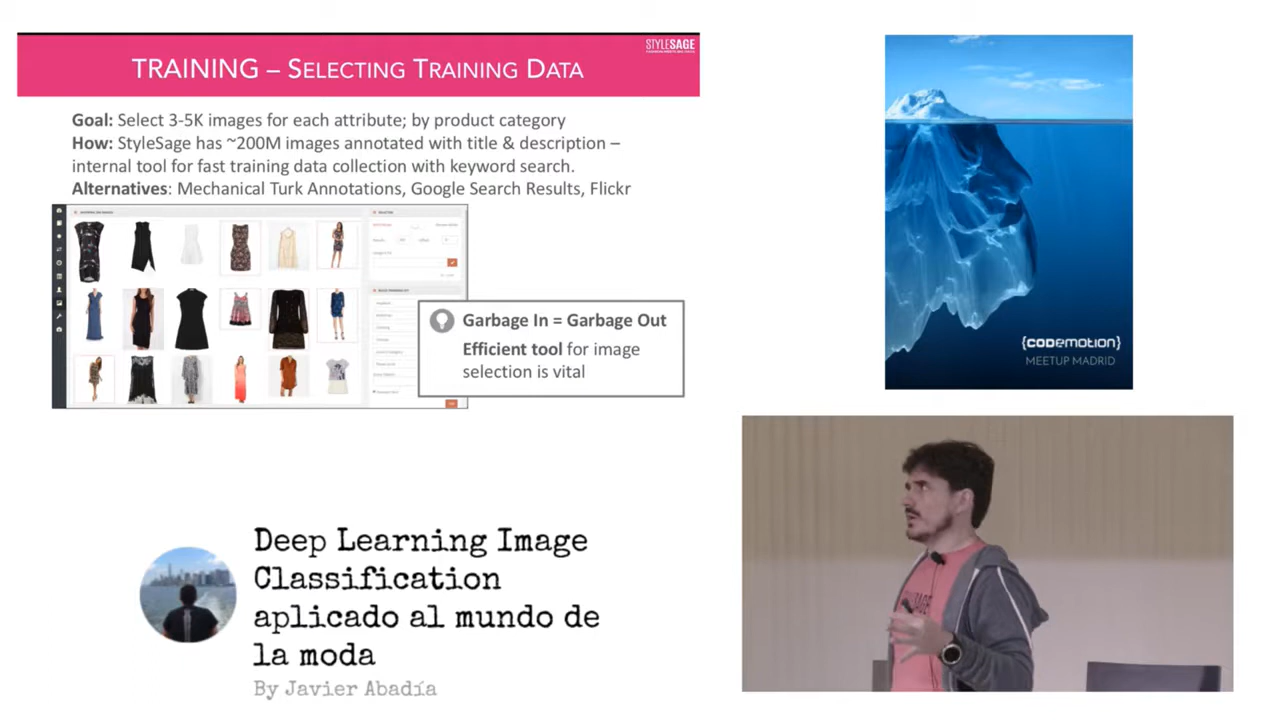 STYLESAGE
TRAINING – SELECTING TRAINING DATA
Goal: Select 3-5K images for each attribute; by product category
How: StyleSage has ~200M images annotated with title & description –
internal tool for fast training data collection with keyword search.
Alternatives: Mechanical Turk Annotations, Google Search Results, Flickr
Garbage In = Garbage Out
Efficient tool for image
selection is vital
{CODEMOTION}
MEETUP MADRID
Deep Learning Image
Classification
aplicado al mundo de
la moda
By Javier Abadía